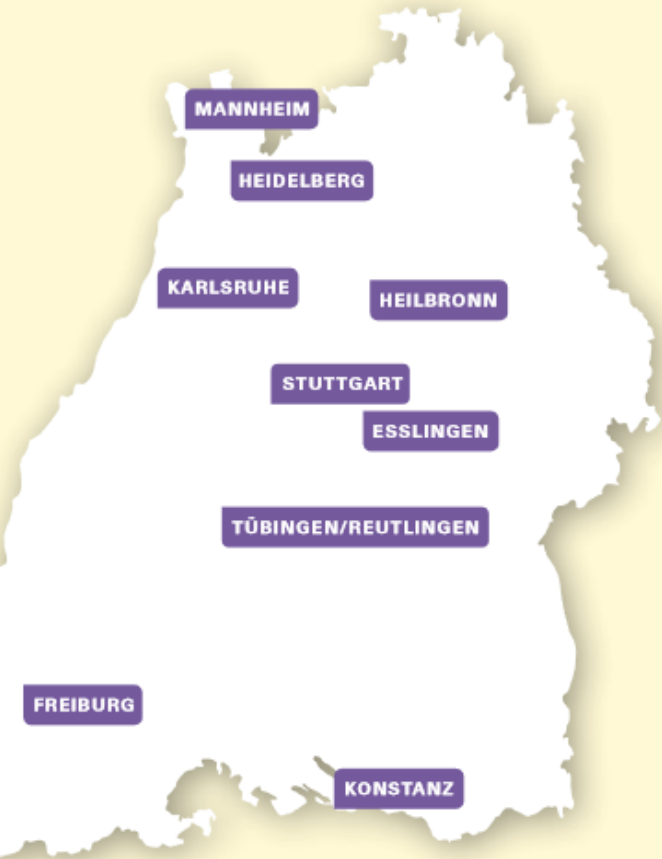 MANNHEIM
HEIDELBERG
KARLSRUHE
HEILBRONN
STUTTGART
ESSLINGEN
TÜBINGEN/REUTLINGEN
FREIBURG
KONSTANZ